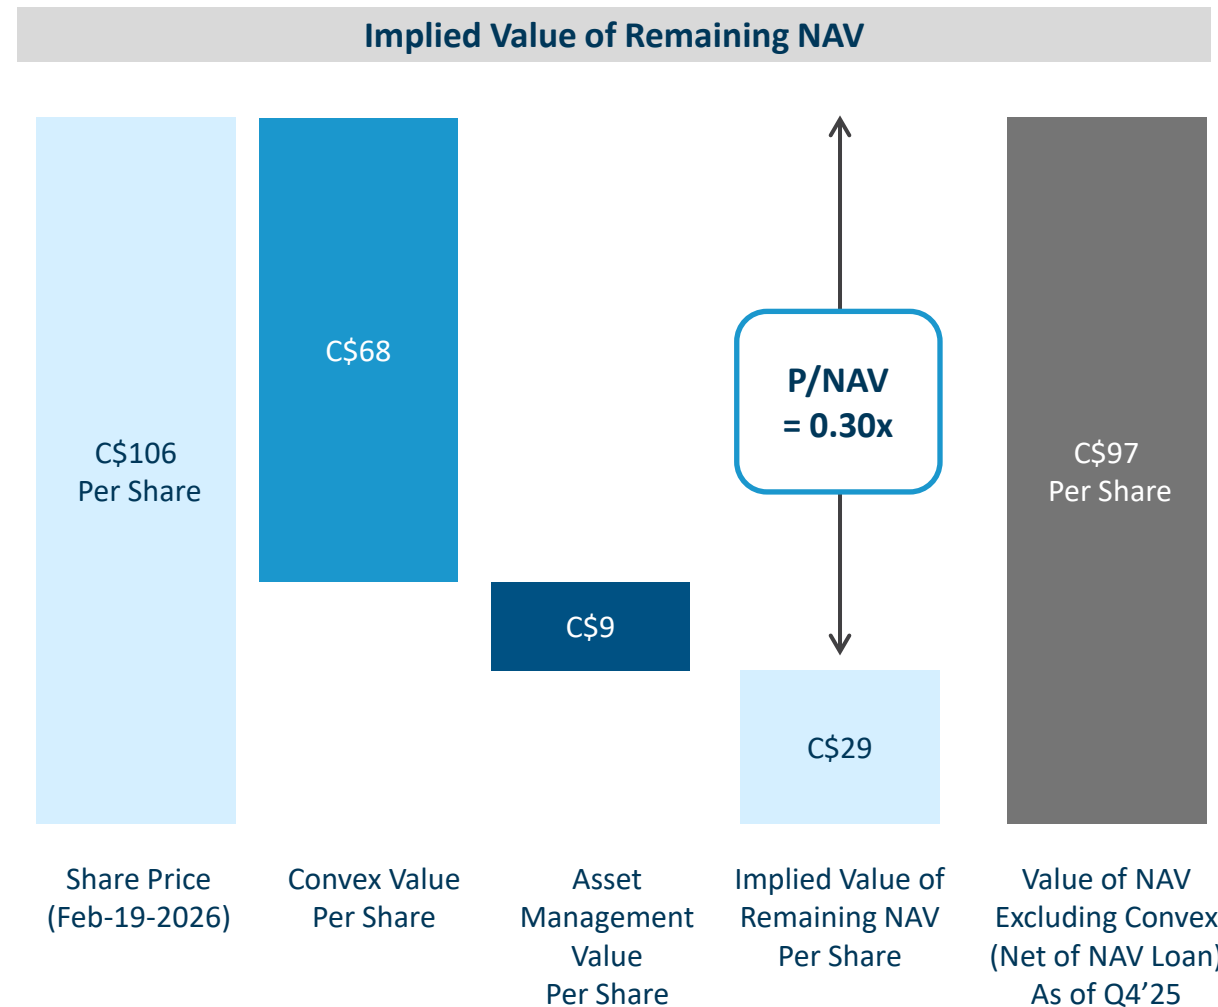 Implied Value of Remaining NAV
C$106
Per Share
C$68
C$9
P/NAV
= 0.30x
C$29
C$97
Per Share
Share Price
(Feb-19-2026)
Convex Value
Per Share
Asset
Management
Value
Per Share
Implied Value of
Remaining NAV
Per Share
Value of NAV
Excluding Convex
(Net of NAV Loan)
As of Q4’25